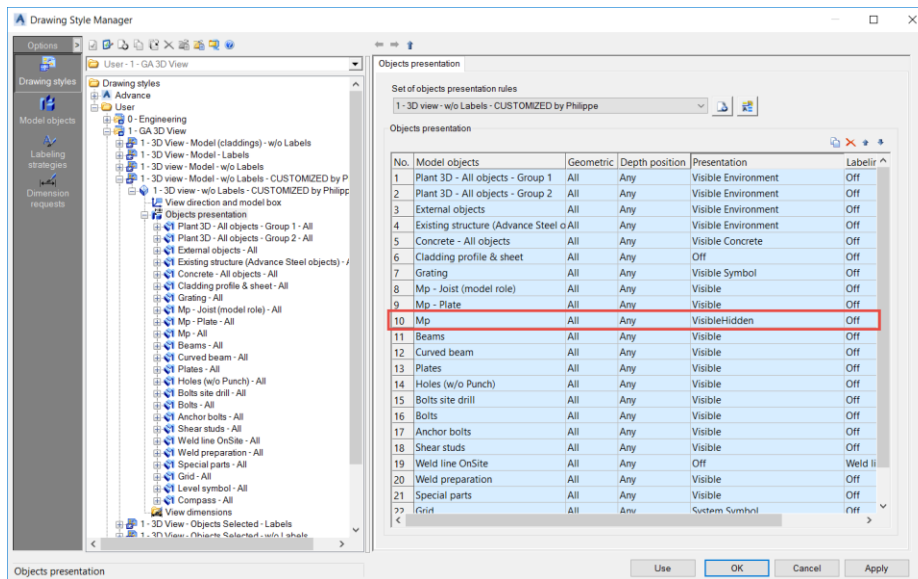 Drawing Style Manager
Options
Drawing styles
Model objects
Labeling
strategies
Dimension
requests
User - 1 - GA 3D View
Drawing styles
Advance
User
0 - Engineering
1 - GA 3D View
1 - 3D View - Model (claddings) - w/o Labels
1 - 3D View - Model - Labels
1 - 3D view - Model - w/o Labels
1 - 3D view - Model - w/o Labels - CUSTOMIZED by P
1 - 3D view - w/o Labels - CUSTOMIZED by Philipp
View direction and model box
Objects presentation
Plant 3D - All objects - Group 1 - All
Plant 3D - All objects - Group 2 - All
External objects - All
Existing structure (Advance Steel objects) - A
Concrete - All objects - All
Cladding profile & sheet - All
Grating - All
Mp - Joist (model role) - All
Mp - Plate - All
Mp - All
Beams - All
Curved beam - All
Plates - All
Holes (w/o Punch) - All
Bolts site drill - All
Bolts - All
Anchor bolts - All
Shear studs - All
Weld line OnSite - All
Weld preparation - All
Special parts - All
Grid - All
Level symbol - All
Compass - All
View dimensions
1 - 3D View - Objects Selected - Labels
1 - 3D View - Objects Selected - w/o Labels
Objects presentation
Set of objects presentation rules
1 - 3D view - w/o Labels - CUSTOMIZED by Philippe
Objects presentation
No. Model objects Geometric Depth position Presentation Labelir
1 Plant 3D - All objects - Group 1 All Any Visible Environment Off
2 Plant 3D - All objects - Group 2 All Any Visible Environment Off
3 External objects All Any Visible Environment Off
4 Existing structure (Advance Steel o All Any Visible Environment Off
5 Concrete - All objects All Any Visible Concrete Off
6 Cladding profile & sheet All Any Off Off
7 Grating All Any Visible Symbol Off
8 Mp - Joist (model role) All Any Visible Off
9 Mp - Plate All Any Visible Off
10 Mp All Any VisibleHidden Off
11 Beams All Any Visible Off
12 Curved beam All Any Visible Off
13 Plates All Any Visible Off
14 Holes (w/o Punch) All Any Visible Off
15 Bolts site drill All Any Visible Off
16 Bolts All Any Visible Off
17 Anchor bolts All Any Visible Off
18 Shear studs All Any Visible Off
19 Weld line OnSite All Any Off Weld li
20 Weld preparation All Any Visible Off
21 Special parts All Any Visible Off
22 Grid All Any System Symbol Off
Objects presentation
Use
OK
Cancel
Apply